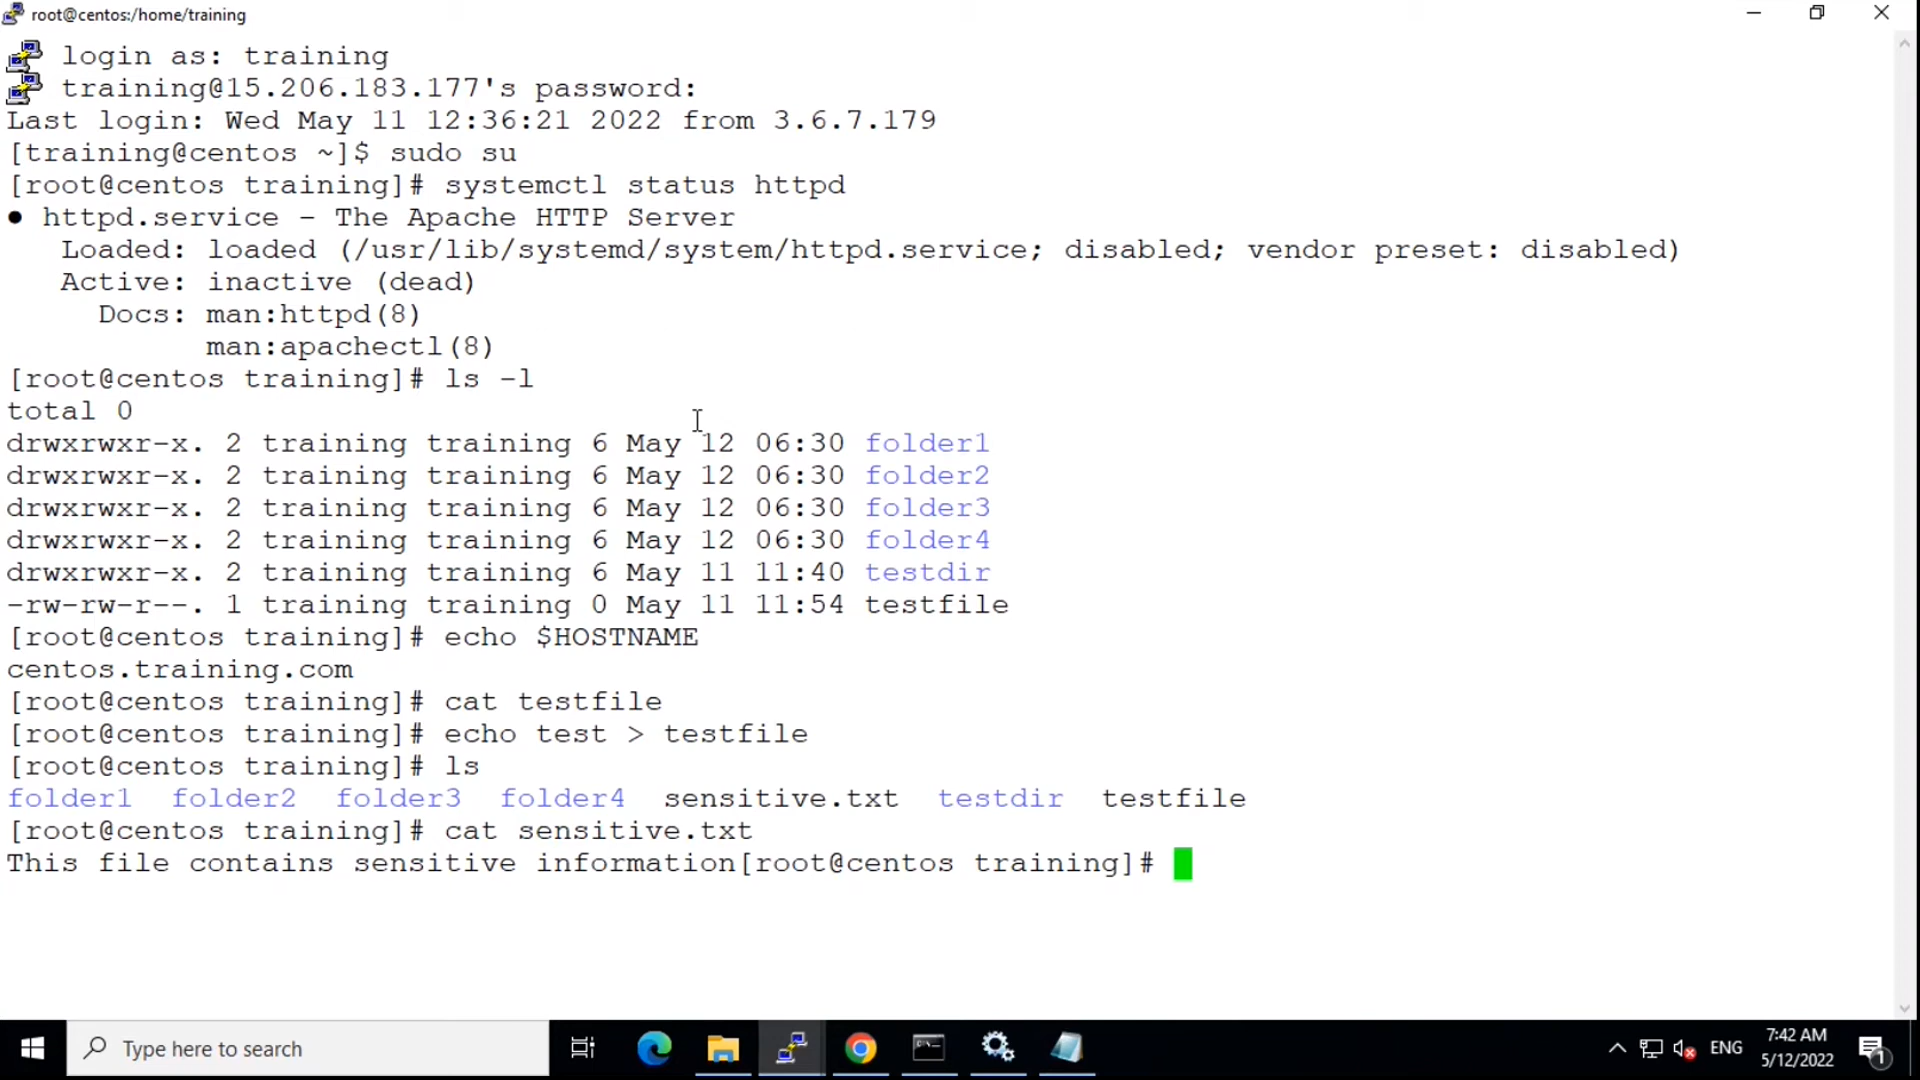 root@centos:/home/training
login as: training
training@15.206.183.177's password:
Last login: Wed May 11 12:36:21 2022 from 3.6.7.179
[training@centos ~]$ sudo su
[root@centos training]# systemctl status httpd
● httpd.service - The Apache HTTP Server
   Loaded: loaded (/usr/lib/systemd/system/httpd.service; disabled; vendor preset: disabled)
   Active: inactive (dead)
     Docs: man:httpd(8)
           man:apachectl(8)
[root@centos training]# ls -l
total 0
drwxrwxr-x. 2 training training 6 May 12 06:30 folder1
drwxrwxr-x. 2 training training 6 May 12 06:30 folder2
drwxrwxr-x. 2 training training 6 May 12 06:30 folder3
drwxrwxr-x. 2 training training 6 May 12 06:30 folder4
drwxrwxr-x. 2 training training 6 May 11 11:40 testdir
-rw-rw-r--. 1 training training 0 May 11 11:54 testfile
[root@centos training]# echo $HOSTNAME
centos.training.com
[root@centos training]# cat testfile
[root@centos training]# echo test > testfile
[root@centos training]# ls
folder1  folder2  folder3  folder4  sensitive.txt  testdir  testfile
[root@centos training]# cat sensitive.txt
This file contains sensitive information[root@centos training]#
Type here to search
ENG
7:42 AM
5/12/2022
1